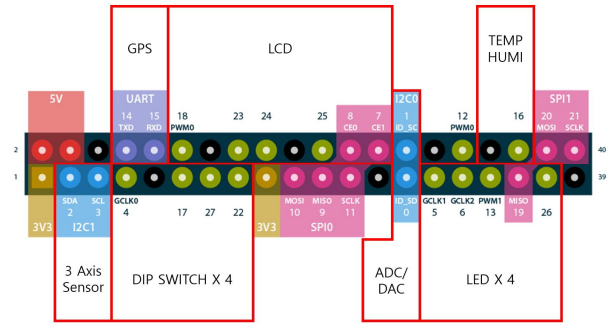 GPS
LCD
TEMP
HUMI
5V
UART
I2C0
SPI1
14
15
18
23
24
25
8
7
1
12
16
20
21
TXD
RXD
PWM0
CE0
CE1
ID_SC
PWM0
MOSI
SCLK
2
40
1
39
SDA
SCL
GCLK0
MOSI
MISO
SCLK
ID_SD
GCLK1
GCLK2
PWM1
MISO
2
3
4
17
27
22
10
9
11
0
5
6
13
19
26
3V3
I2C1
3V3
SPI0
3 Axis
Sensor
DIP SWITCH X 4
ADC/
DAC
LED X 4